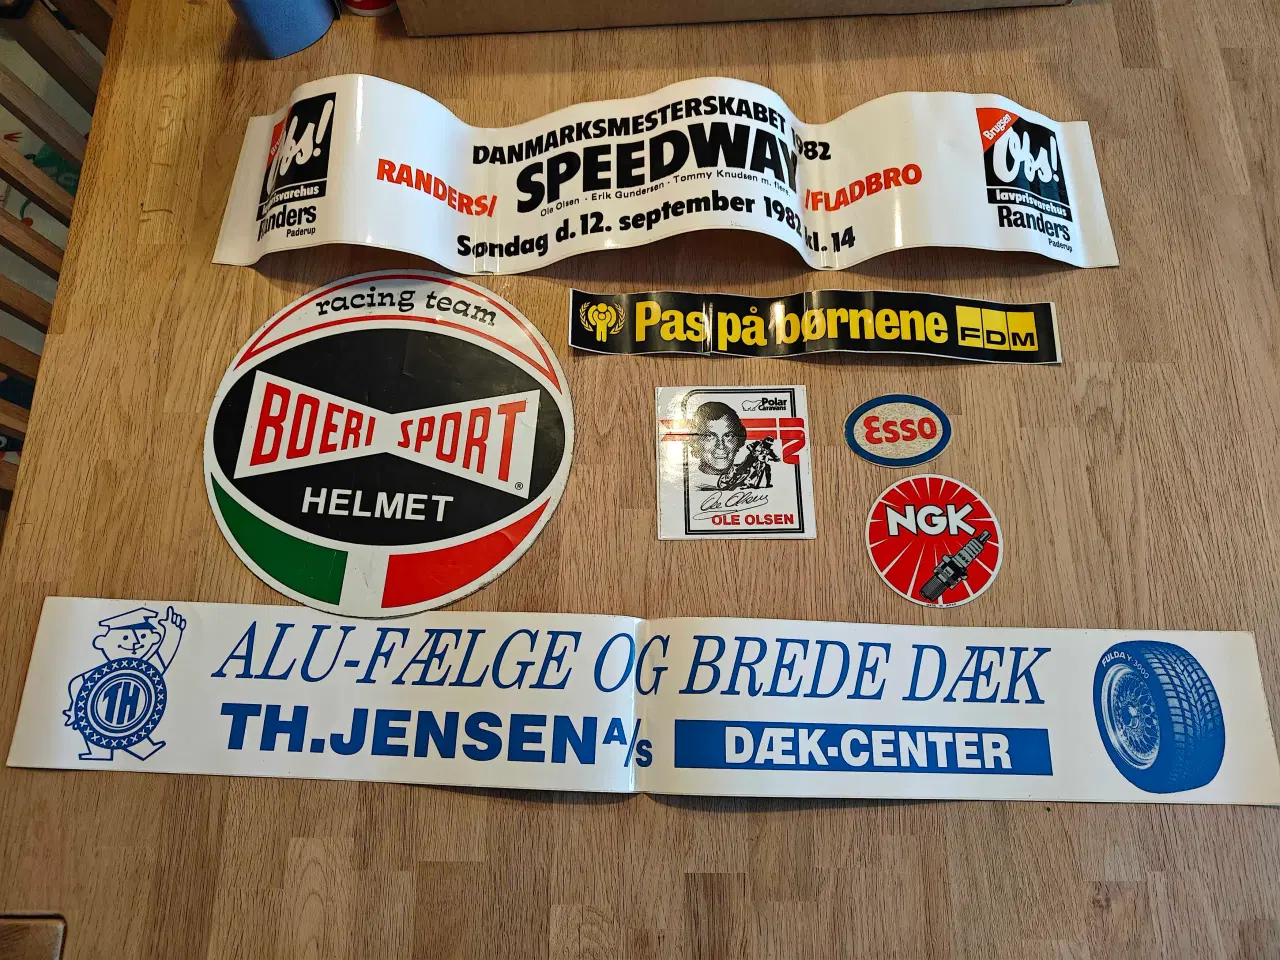 Brugsen
Obs!
lavprisvarehus
Randers
Paderup
DANMARKSMESTERSKABET 1982
SPEEDWAY
RANDERS/
/FLADBRO
Ole Olsen · Erik Gundersen · Tommy Knudsen m. flere.
Søndag d. 12. september 1982 kl. 14
Brugsen
Obs!
lavprisvarehus
Randers
Paderup
racing team
BOERI SPORT
®
HELMET
Pas på børnene
FDM
Polar
Caravans
Ole Olsen
OLE OLSEN
Esso
NGK
TH
ALU-FÆLGE OG BREDE DÆK
TH.JENSEN A/S DÆK-CENTER
FULDA Y 3000